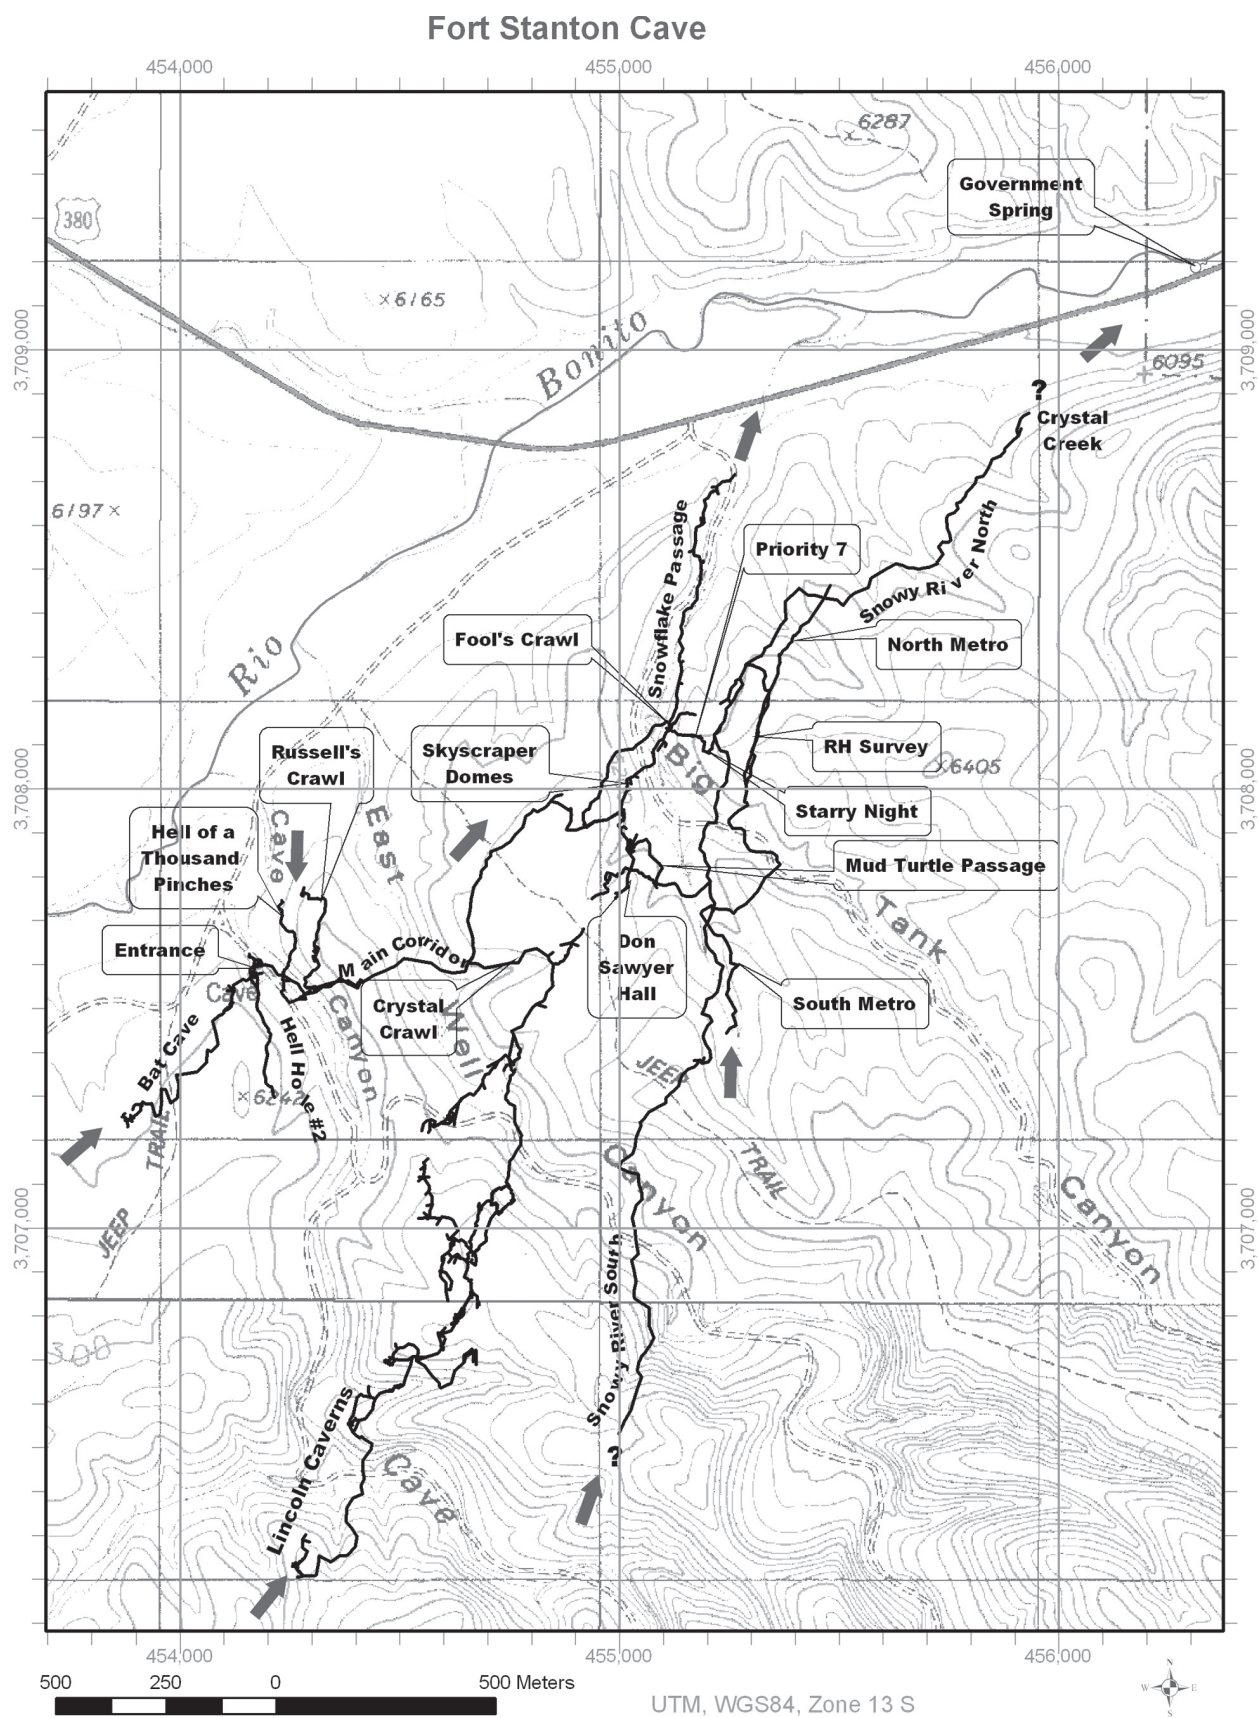 Fort Stanton Cave
454,000
455,000
456,000
6287
Government
Spring
380
6165
Bonito
3,709,000
3,709,000
6095
?
Crystal
Creek
6197
Snowflake Passage
Priority 7
Snowy River North
Fool's Crawl
North Metro
Rio
Russell's
Crawl
Skyscraper
Domes
Big
RH Survey
6405
3,708,000
3,708,000
Starry Night
Hell of a
Thousand
Pinches
Cave
East
Mud Turtle Passage
Tank
Entrance
Main Corridor
Don
Sawyer
Hall
Cave
Crystal
Crawl
Canyon
Well
South Metro
Bat Cave
Hell Hole #2
6242
JEEP
TRAIL
TRAIL
JEEP
Canyon
Canyon
3,707,000
3,707,000
Snowy River South
Lincoln Caverns
?
Cave
454,000
455,000
456,000
500
250
0
500 Meters
UTM, WGS84, Zone 13 S
N
W
E
S